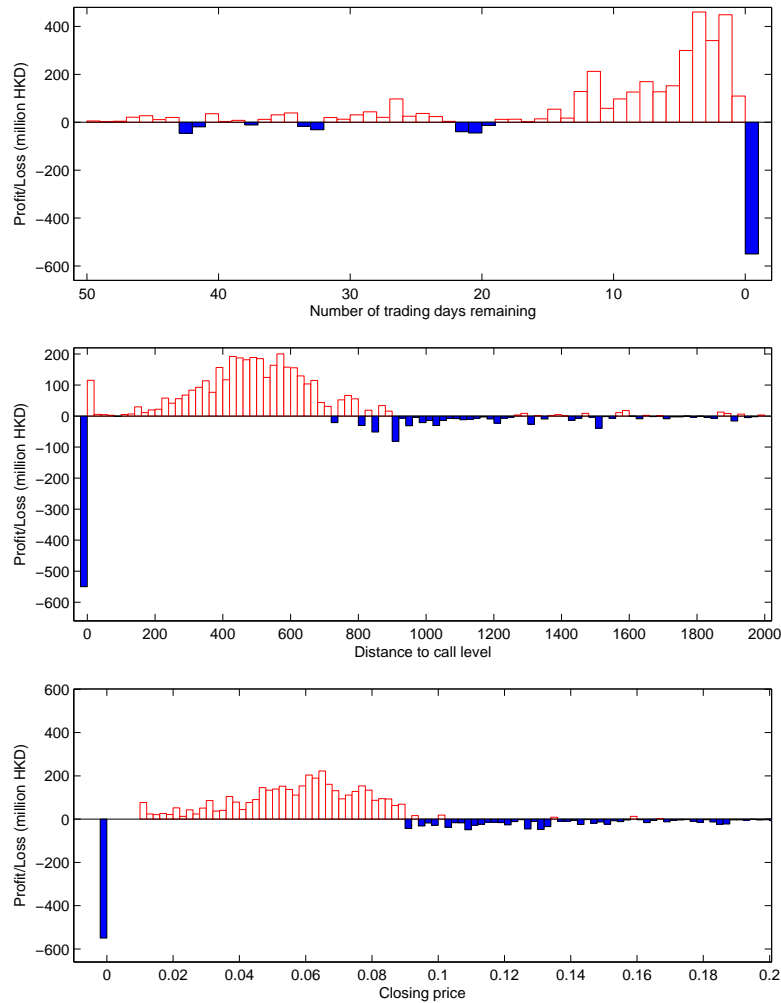 400
200
0
−200
−400
−600
Profit/Loss (million HKD)
50 40 30 20 10 0
Number of trading days remaining
200
100
0
−100
−200
−300
−400
−500
−600
Profit/Loss (million HKD)
0 200 400 600 800 1000 1200 1400 1600 1800 2000
Distance to call level
600
400
200
0
−200
−400
−600
Profit/Loss (million HKD)
0 0.02 0.04 0.06 0.08 0.1 0.12 0.14 0.16 0.18 0.2
Closing price